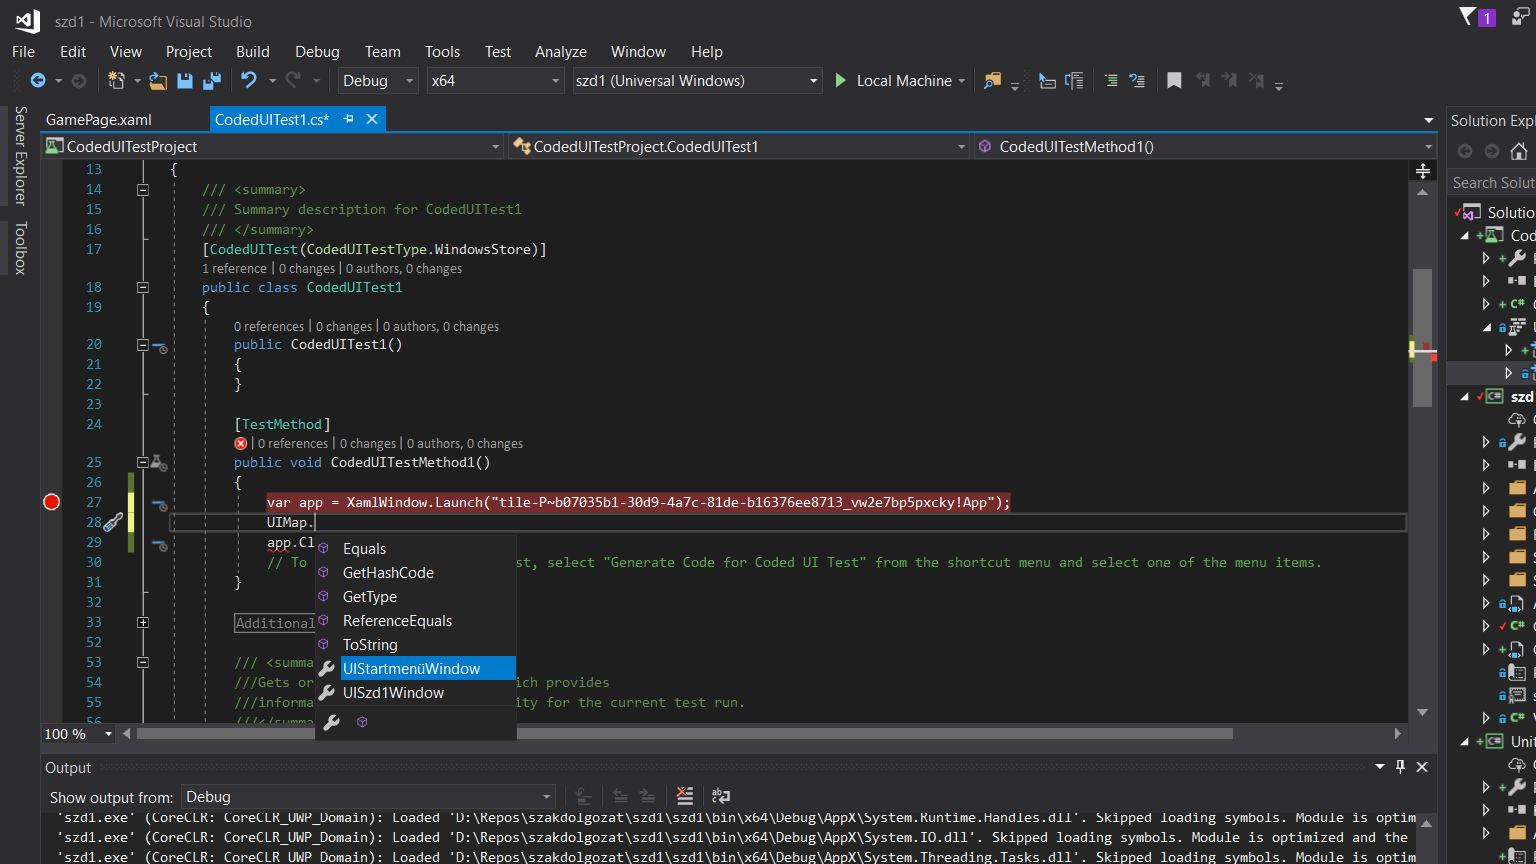 szd1 - Microsoft Visual Studio
1
File Edit View Project Build Debug Team Tools Test Analyze Window Help
Debug x64 szd1 (Universal Windows) Local Machine
Server Explorer
Toolbox
GamePage.xaml CodedUITest1.cs*
CodedUITestProject CodedUITestProject.CodedUITest1 CodedUITestMethod1()
13 {
14 /// <summary>
15 /// Summary description for CodedUITest1
16 /// </summary>
17 [CodedUITest(CodedUITestType.WindowsStore)]
1 reference | 0 changes | 0 authors, 0 changes
18 public class CodedUITest1
19 {
0 references | 0 changes | 0 authors, 0 changes
20 public CodedUITest1()
21 {
22 }
23
24 [TestMethod]
| 0 references | 0 changes | 0 authors, 0 changes
25 public void CodedUITestMethod1()
26 {
27 var app = XamlWindow.Launch("tile-P~b07035b1-30d9-4a7c-81de-b16376ee8713_vw2e7bp5pxcky!App");
28 UIMap.
29 app.Cl
30 // To st, select "Generate Code for Coded UI Test" from the shortcut menu and select one of the menu items.
31 }
32
33 Additional
52
53 /// <summa
54 ///Gets or ich provides
55 ///informa ity for the current test run.
56 ///</summa
Equals
GetHashCode
GetType
ReferenceEquals
ToString
UIStartmenüWindow
UISzd1Window
100 %
Output
Show output from: Debug
'szd1.exe' (CoreCLR: CoreCLR_UWP_Domain): Loaded 'D:\Repos\szakdolgozat\szd1\szd1\bin\x64\Debug\AppX\System.Runtime.Handles.dll'. Skipped loading symbols. Module is optim
'szd1.exe' (CoreCLR: CoreCLR_UWP_Domain): Loaded 'D:\Repos\szakdolgozat\szd1\szd1\bin\x64\Debug\AppX\System.IO.dll'. Skipped loading symbols. Module is optimized and the
'szd1.exe' (CoreCLR: CoreCLR_UWP_Domain): Loaded 'D:\Repos\szakdolgozat\szd1\szd1\bin\x64\Debug\AppX\System.Threading.Tasks.dll'. Skipped loading symbols. Module is optim
Solution Expl
Search Solut
Solutio
Cod
szd
Unit